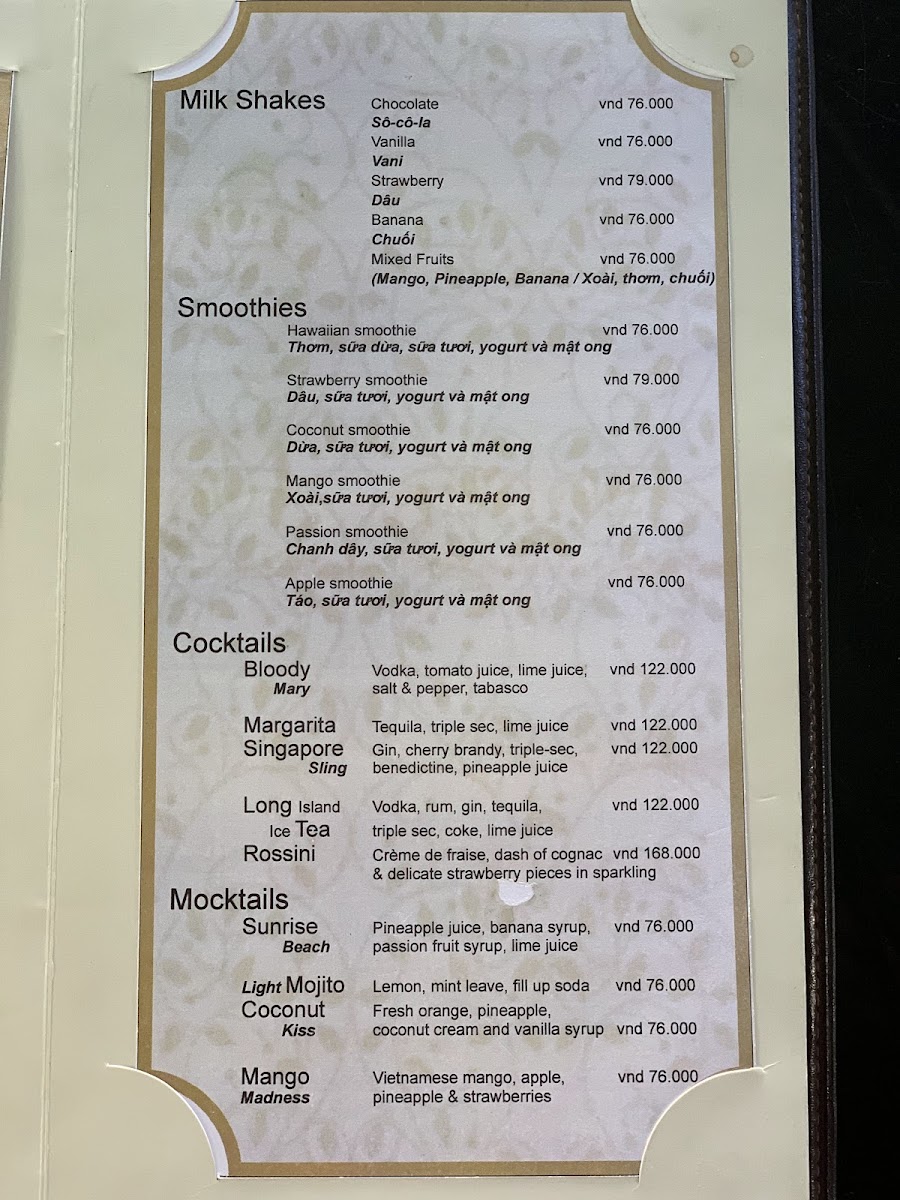 Milk Shakes Chocolate vnd 76.000
Sô-cô-la
Vanilla vnd 76.000
Vani
Strawberry vnd 79.000
Dâu
Banana vnd 76.000
Chuối
Mixed Fruits vnd 76.000
(Mango, Pineapple, Banana / Xoài, thơm, chuối)
Smoothies
Hawaiian smoothie vnd 76.000
Thơm, sữa dừa, sữa tươi, yogurt và mật ong
Strawberry smoothie vnd 79.000
Dâu, sữa tươi, yogurt và mật ong
Coconut smoothie vnd 76.000
Dừa, sữa tươi, yogurt và mật ong
Mango smoothie vnd 76.000
Xoài,sữa tươi, yogurt và mật ong
Passion smoothie vnd 76.000
Chanh dây, sữa tươi, yogurt và mật ong
Apple smoothie vnd 76.000
Táo, sữa tươi, yogurt và mật ong
Cocktails
Bloody Vodka, tomato juice, lime juice, vnd 122.000
Mary salt & pepper, tabasco
Margarita Tequila, triple sec, lime juice vnd 122.000
Singapore Gin, cherry brandy, triple-sec, vnd 122.000
Sling benedictine, pineapple juice
Long Island Vodka, rum, gin, tequila, vnd 122.000
Ice Tea triple sec, coke, lime juice
Rossini Crème de fraise, dash of cognac vnd 168.000
& delicate strawberry pieces in sparkling
Mocktails
Sunrise Pineapple juice, banana syrup, vnd 76.000
Beach passion fruit syrup, lime juice
Light Mojito Lemon, mint leave, fill up soda vnd 76.000
Coconut Fresh orange, pineapple,
Kiss coconut cream and vanilla syrup vnd 76.000
Mango Vietnamese mango, apple, vnd 76.000
Madness pineapple & strawberries